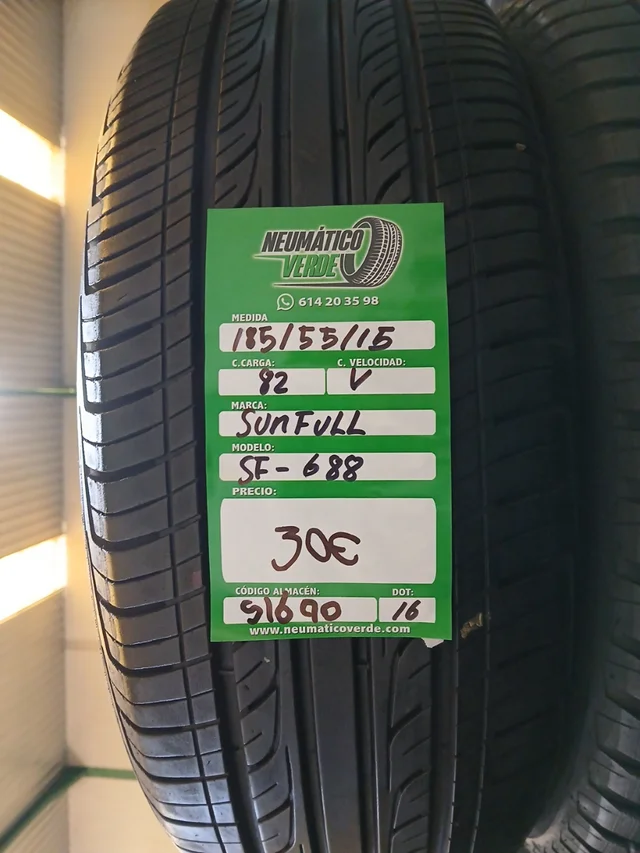 NEUMÁTICO
VERDE
614 20 35 98
MEDIDA
185/55/15
C.CARGA: C. VELOCIDAD:
82 V
MARCA:
SUNFULL
MODELO:
SF-688
PRECIO:
30€
CÓDIGO ALMACÉN: DOT:
S1690 16
www.neumaticoverde.com